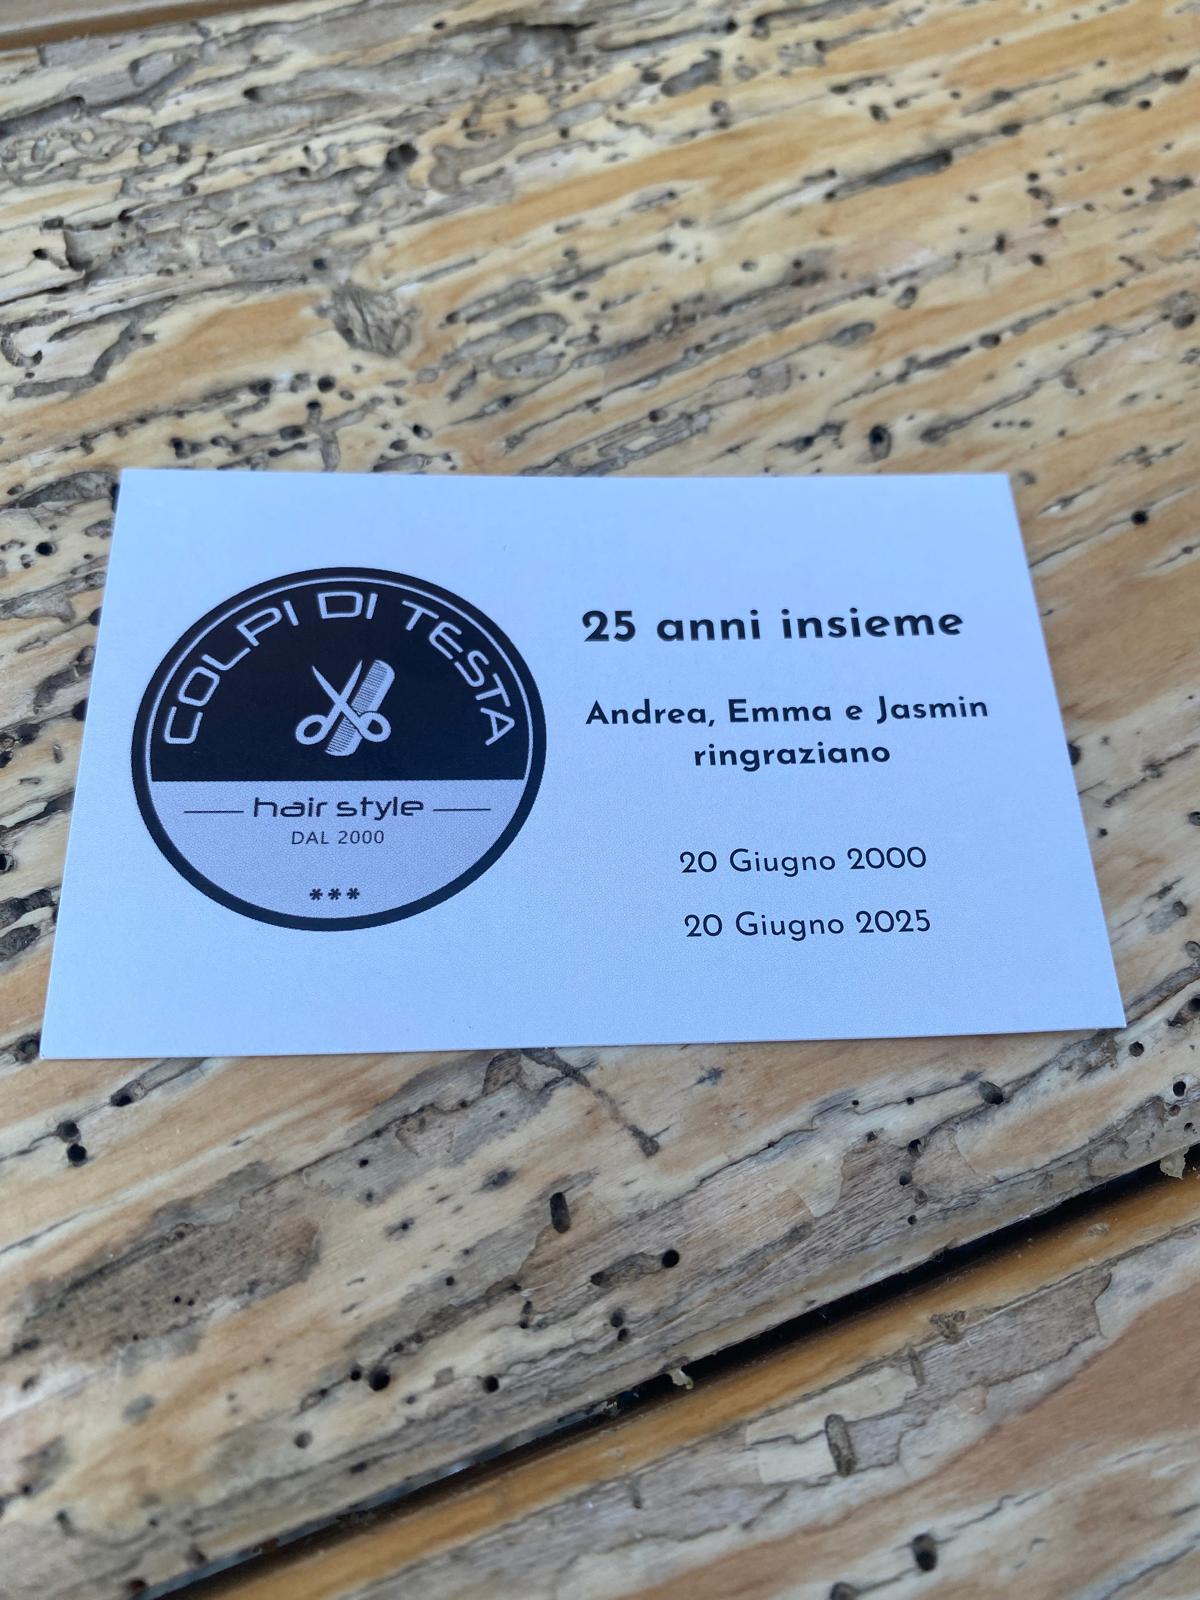 COLPI DI TESTA
hair style
DAL 2000
***
25 anni insieme
Andrea, Emma e Jasmin
ringraziano
20 Giugno 2000
20 Giugno 2025